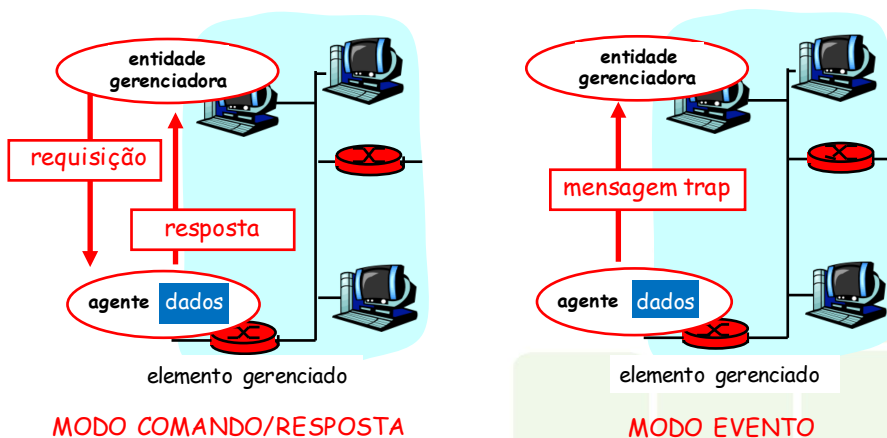 entidade
gerenciadora
requisição
resposta
agente dados
elemento gerenciado
MODO COMANDO/RESPOSTA
entidade
gerenciadora
mensagem trap
agente dados
elemento gerenciado
MODO EVENTO